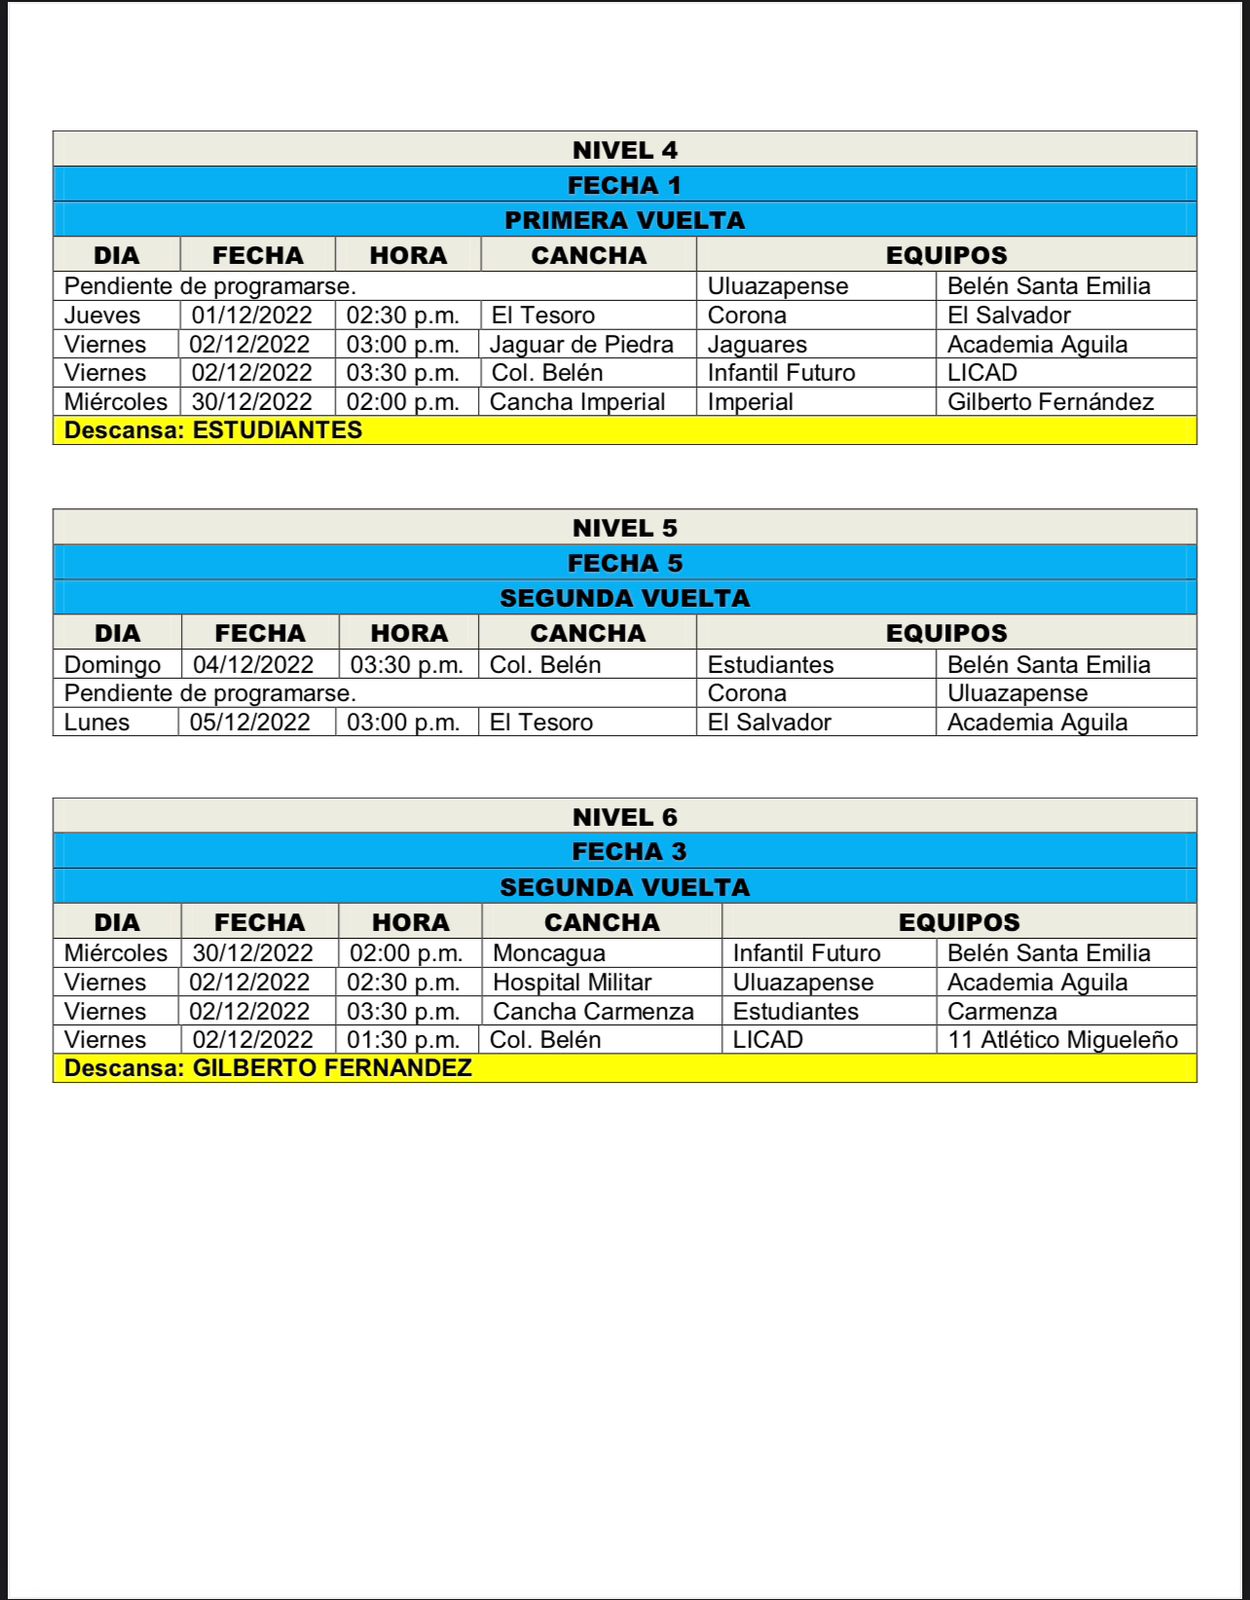 NIVEL 4
FECHA 1
PRIMERA VUELTA
DIA FECHA HORA CANCHA EQUIPOS
Pendiente de programarse. Uluazapense Belén Santa Emilia
Jueves 01/12/2022 02:30 p.m. El Tesoro Corona El Salvador
Viernes 02/12/2022 03:00 p.m. Jaguar de Piedra Jaguares Academia Aguila
Viernes 02/12/2022 03:30 p.m. Col. Belén Infantil Futuro LICAD
Miércoles 30/12/2022 02:00 p.m. Cancha Imperial Imperial Gilberto Fernández
Descansa: ESTUDIANTES
NIVEL 5
FECHA 5
SEGUNDA VUELTA
DIA FECHA HORA CANCHA EQUIPOS
Domingo 04/12/2022 03:30 p.m. Col. Belén Estudiantes Belén Santa Emilia
Pendiente de programarse. Corona Uluazapense
Lunes 05/12/2022 03:00 p.m. El Tesoro El Salvador Academia Aguila
NIVEL 6
FECHA 3
SEGUNDA VUELTA
DIA FECHA HORA CANCHA EQUIPOS
Miércoles 30/12/2022 02:00 p.m. Moncagua Infantil Futuro Belén Santa Emilia
Viernes 02/12/2022 02:30 p.m. Hospital Militar Uluazapense Academia Aguila
Viernes 02/12/2022 03:30 p.m. Cancha Carmenza Estudiantes Carmenza
Viernes 02/12/2022 01:30 p.m. Col. Belén LICAD 11 Atlético Migueleño
Descansa: GILBERTO FERNANDEZ